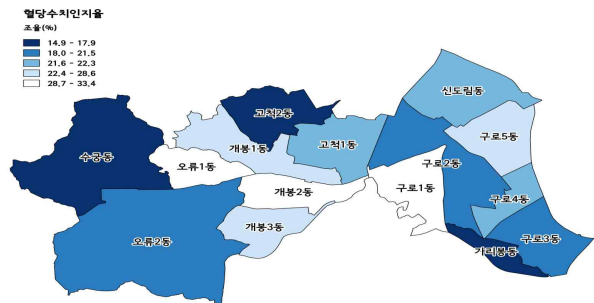 혈당수치인지율
조율(%)
14.9 - 17.9
18.0 - 21.5
21.6 - 22.3
22.4 - 28.6
28.7 - 33.4
신도림동
고척2동
구로5동
개봉1동
고척1동
수궁동
오류1동
구로2동
개봉2동
구로1동
구로4동
개봉3동
오류2동
구로3동
가리봉동